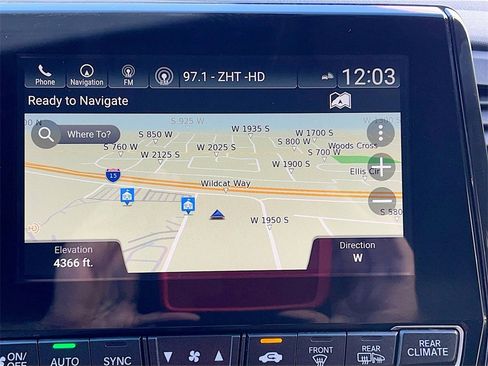 Phone
Navigation
FM
97.1 - ZHT -HD
12:03
Ready to Navigate
S 925 W
Where To?
S 850 W
W 1935 S
W 1700 S
S 760 W
W 2025 S
S 800 W
Woods Cross
W 2125 S
S 700 W
W 1900 S
15
Ellis Cir
Wildcat Way
W 1950 S
S 580
Elevation
4366 ft.
Direction
W
ON/OFF
AUTO
SYNC
FRONT
REAR
REAR
CLIMATE